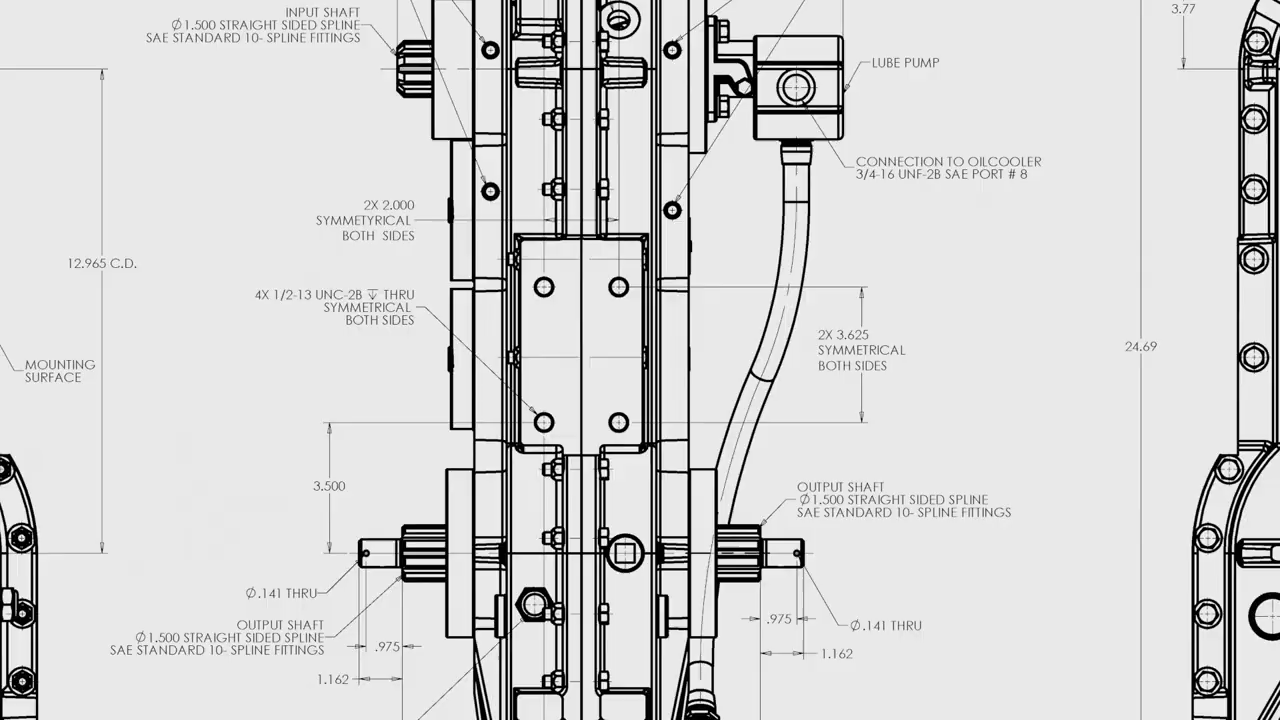 INPUT SHAFT
Ø 1.500 STRAIGHT SIDED SPLINE
SAE STANDARD 10- SPLINE FITTINGS
3.77
LUBE PUMP
CONNECTION TO OILCOOLER
3/4-16 UNF-2B SAE PORT # 8
2X 2.000
SYMMETYRICAL
BOTH SIDES
12.965 C.D.
4X 1/2-13 UNC-2B ↧ THRU
SYMMETRICAL
BOTH SIDES
2X 3.625
SYMMETRICAL
BOTH SIDES
24.69
MOUNTING
SURFACE
3.500
OUTPUT SHAFT
Ø 1.500 STRAIGHT SIDED SPLINE
SAE STANDARD 10- SPLINE FITTINGS
Ø.141 THRU
OUTPUT SHAFT
Ø 1.500 STRAIGHT SIDED SPLINE
SAE STANDARD 10- SPLINE FITTINGS
.975
1.162
.975
Ø.141 THRU
1.162